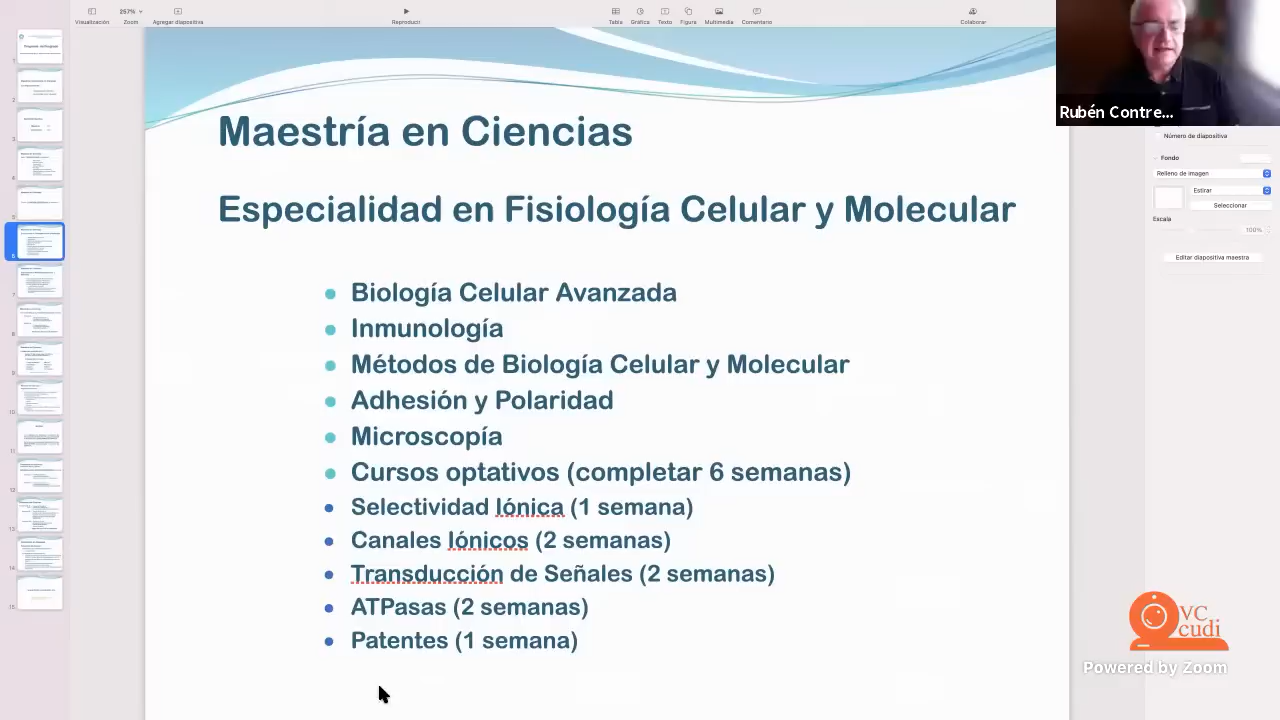 257%
Visualización
Zoom
Agregar diapositiva
Reproducir
Tabla
Gráfica
Texto
Figura
Multimedia
Comentario
Colaborar
Rubén Contre...
Maestría en Ciencias
Especialidad en Fisiología Celular y Molecular
Biología Celular Avanzada
Inmunología
Métodos de Biología Celular y Molecular
Adhesión y Polaridad
Microscopía
Cursos optativos (completar 6 semanas)
Selectividad Iónica (1 semana)
Canales Iónicos (2 semanas)
Transducción de Señales (2 semanas)
ATPasas (2 semanas)
Patentes (1 semana)
Número de diapositiva
Fondo
Relleno de imagen
Estirar
Seleccionar
Escala
100%
Editar diapositiva maestra
VC
cudi
Powered by Zoom